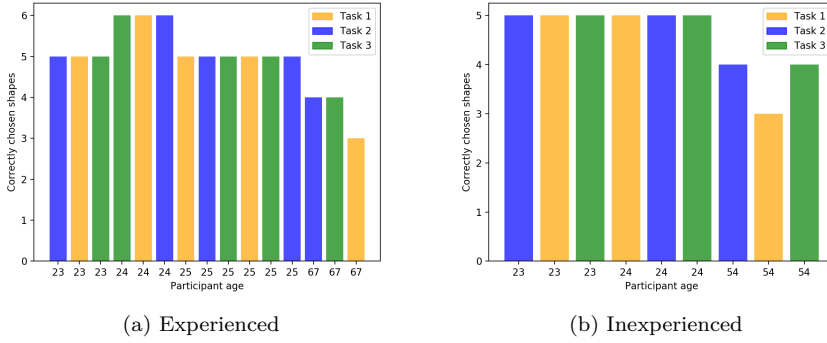 6
5
4
3
2
1
0
Correctly chosen shapes
Task 1
Task 2
Task 3
23 23 23 24 24 24 25 25 25 25 25 25 67 67 67
Participant age
(a) Experienced
5
4
3
2
1
0
Correctly chosen shapes
Task 1
Task 2
Task 3
23 23 23 24 24 24 54 54 54
Participant age
(b) Inexperienced